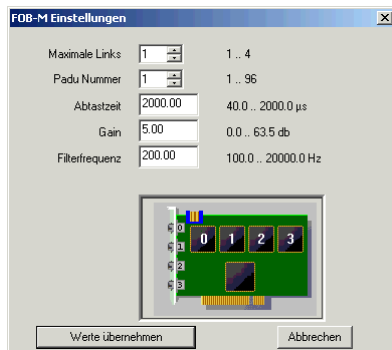 FOB-M Einstellungen
Maximale Links 1 1 .. 4
Padu Nummer 1 1 .. 96
Abtastzeit 2000.00 40.0 .. 2000.0 µs
Gain 5.00 0.0 .. 63.5 db
Filterfrequenz 200.00 100.0 .. 20000.0 Hz
0
1
2
3
0 1 2 3
Werte übernehmen Abbrechen